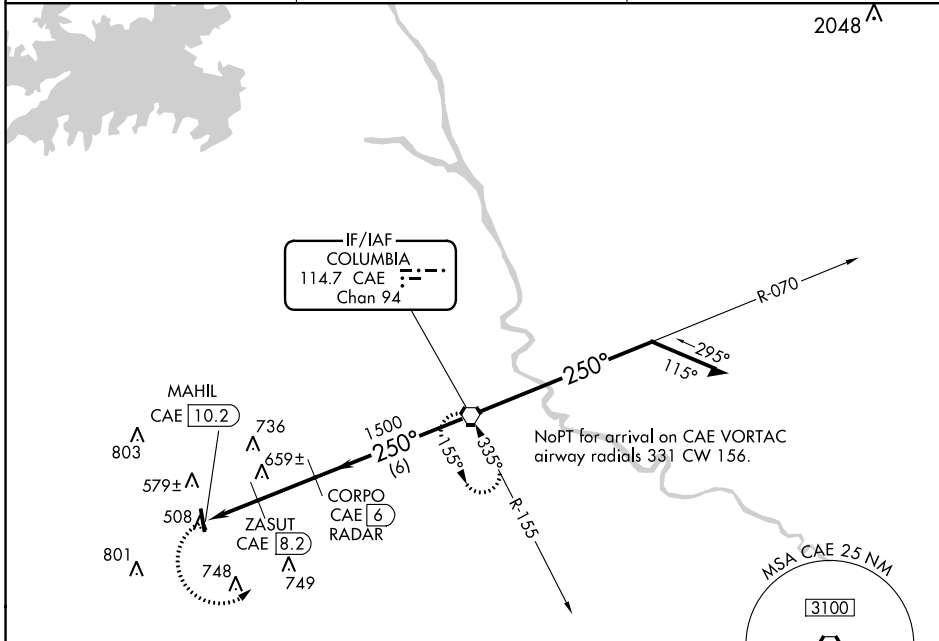 2048
IF/IAF
COLUMBIA
114.7 CAE
Chan 94
R-070
295°
115°
250°
MAHIL
CAE 10.2
803
736
1500
250°
(6)
659±
155°
335°
NoPT for arrival on CAE VORTAC
airway radials 331 CW 156.
579±
508
CORPO
CAE 6
RADAR
ZASUT
CAE 8.2
R-155
801
748
749
MSA CAE 25 NM
3100